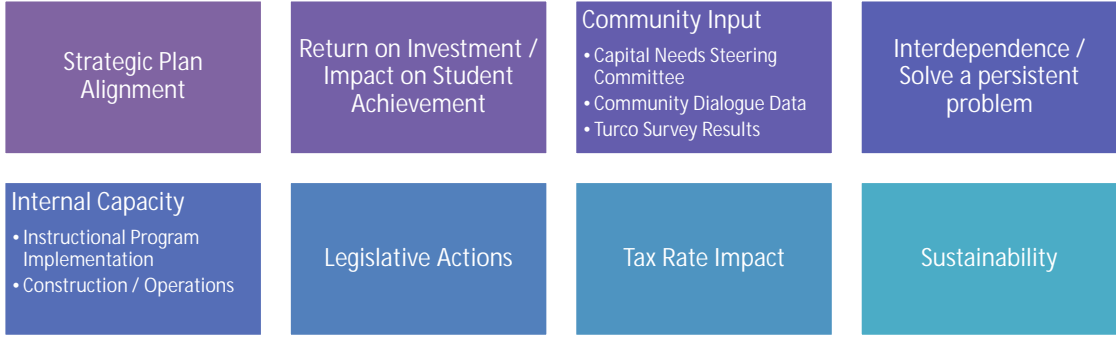 Strategic Plan
Alignment
Return on Investment /
Impact on Student
Achievement
Community Input
• Capital Needs Steering
Committee
• Community Dialogue Data
• Turco Survey Results
Interdependence /
Solve a persistent
problem
Internal Capacity
• Instructional Program
Implementation
• Construction / Operations
Legislative Actions
Tax Rate Impact
Sustainability